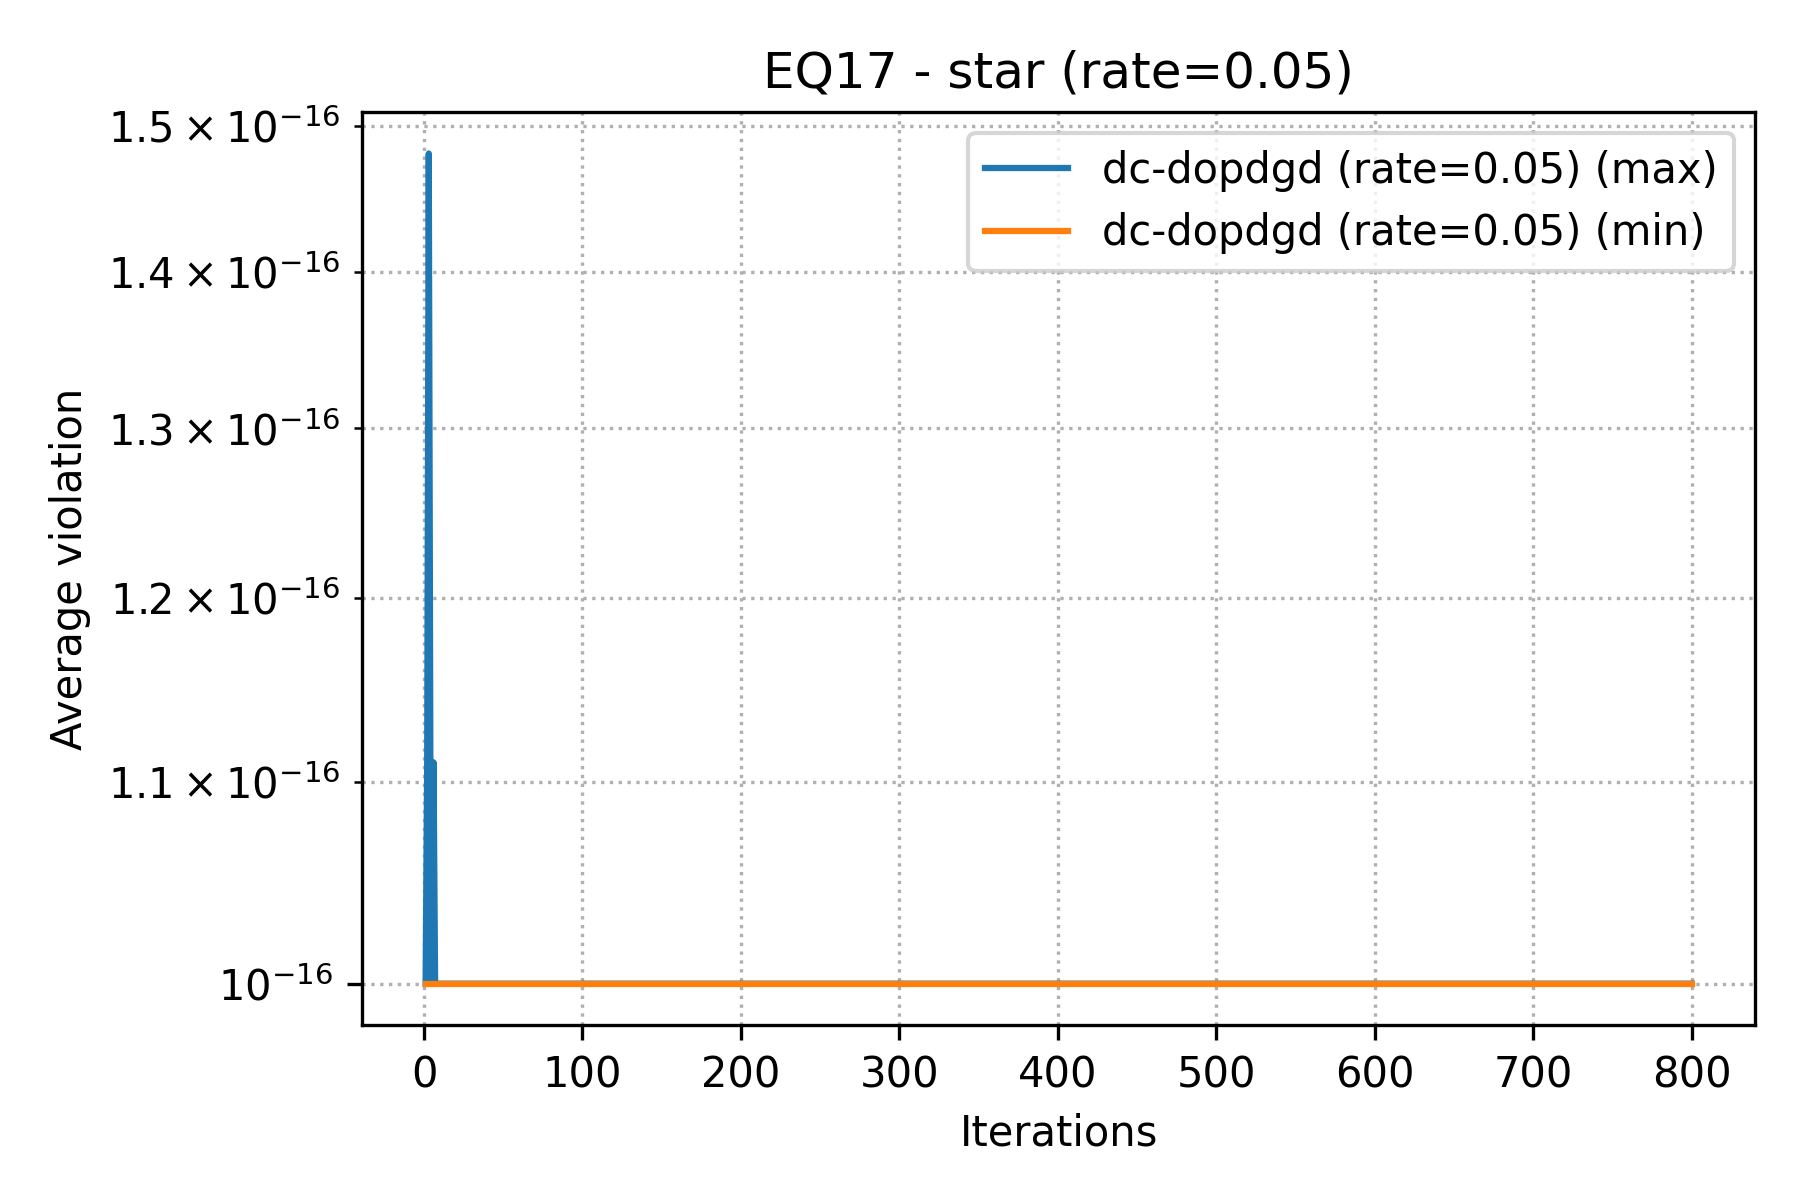 EQ17 - star (rate=0.05)
1.5 × 10⁻¹⁶
1.4 × 10⁻¹⁶
1.3 × 10⁻¹⁶
1.2 × 10⁻¹⁶
1.1 × 10⁻¹⁶
10⁻¹⁶
Average violation
dc-dopdgd (rate=0.05) (max)
dc-dopdgd (rate=0.05) (min)
0 100 200 300 400 500 600 700 800
Iterations